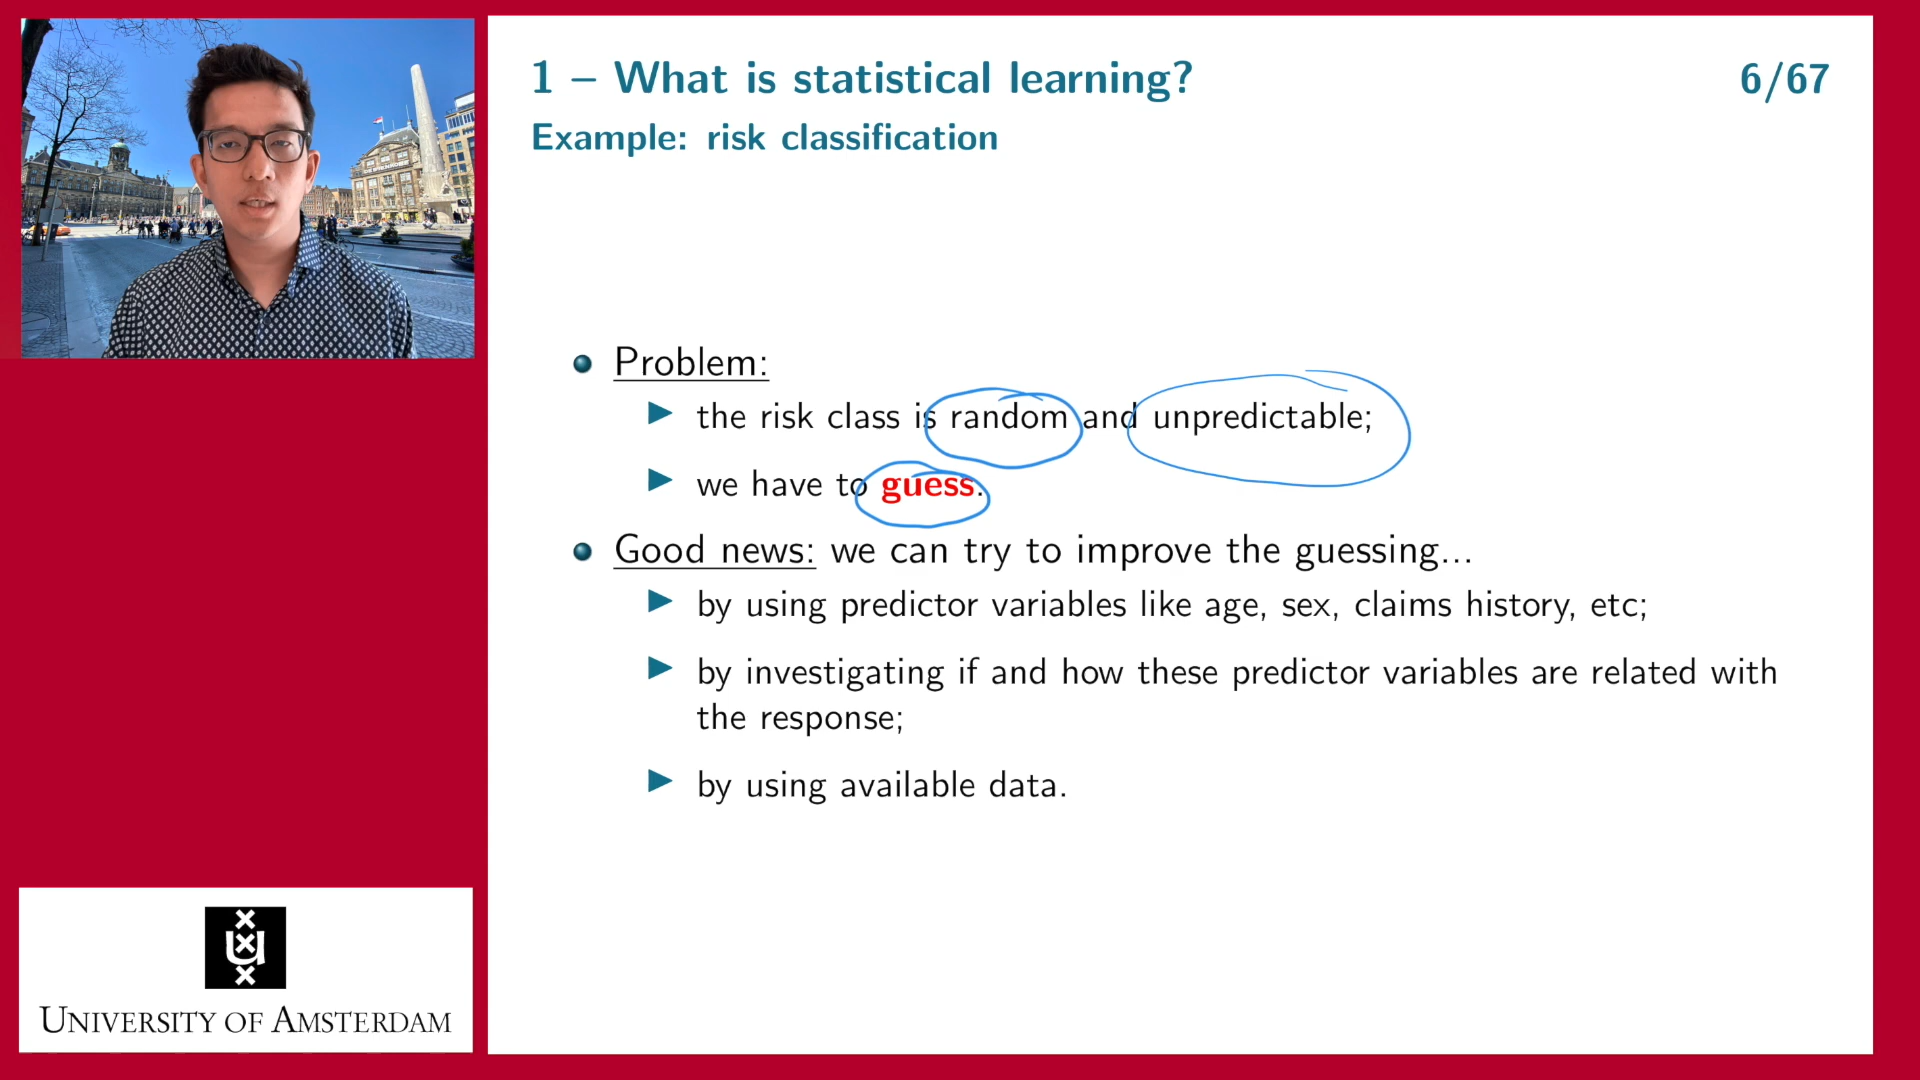 1 – What is statistical learning?
6/67
Example: risk classification
Problem:
the risk class is random and unpredictable;
we have to guess.
Good news: we can try to improve the guessing...
by using predictor variables like age, sex, claims history, etc;
by investigating if and how these predictor variables are related with
the response;
by using available data.
UNIVERSITY OF AMSTERDAM